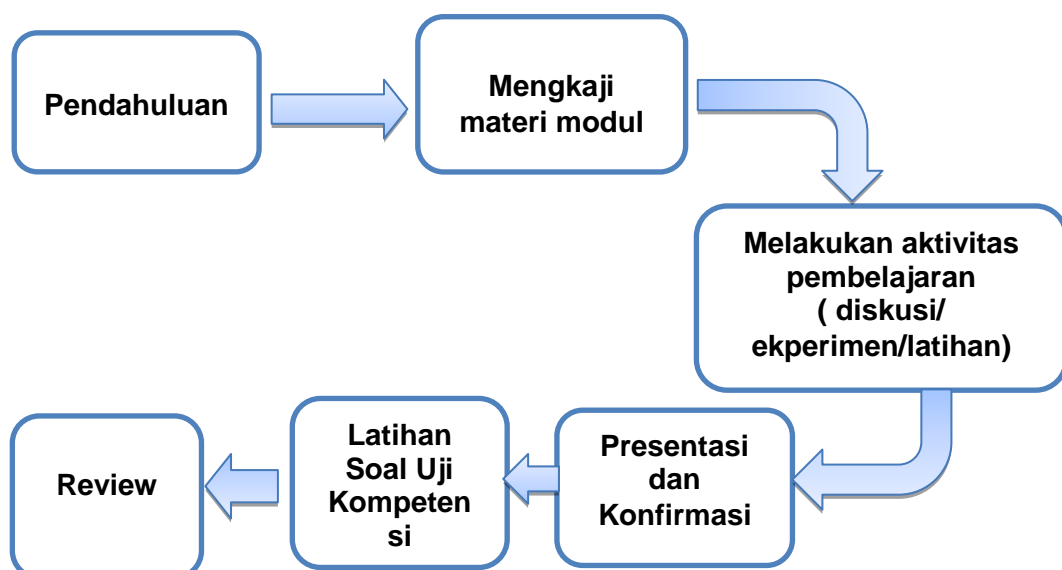 Pendahuluan
Mengkaji
materi modul
Melakukan aktivitas
pembelajaran
( diskusi/
ekperimen/latihan)
Presentasi
dan
Konfirmasi
Latihan
Soal Uji
Kompeten
si
Review